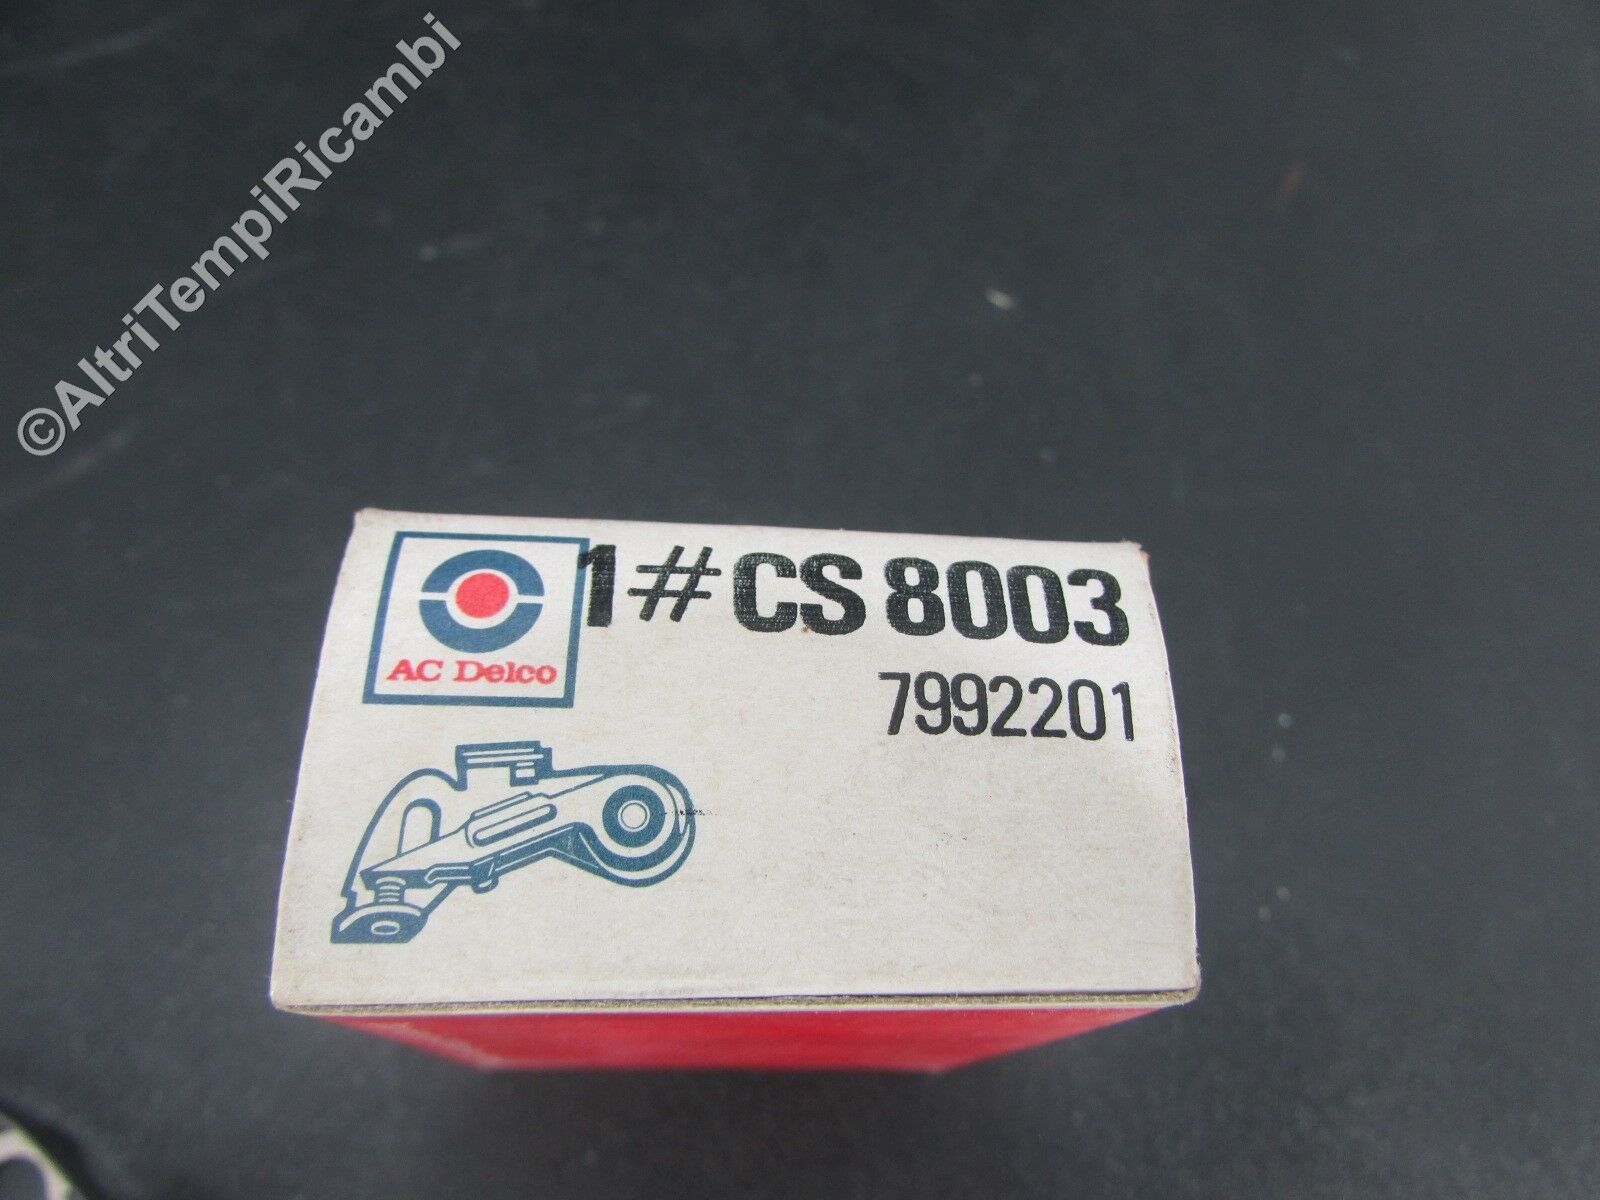 ©AltriTempiRicambi
1# CS 8003
AC Delco
7992201